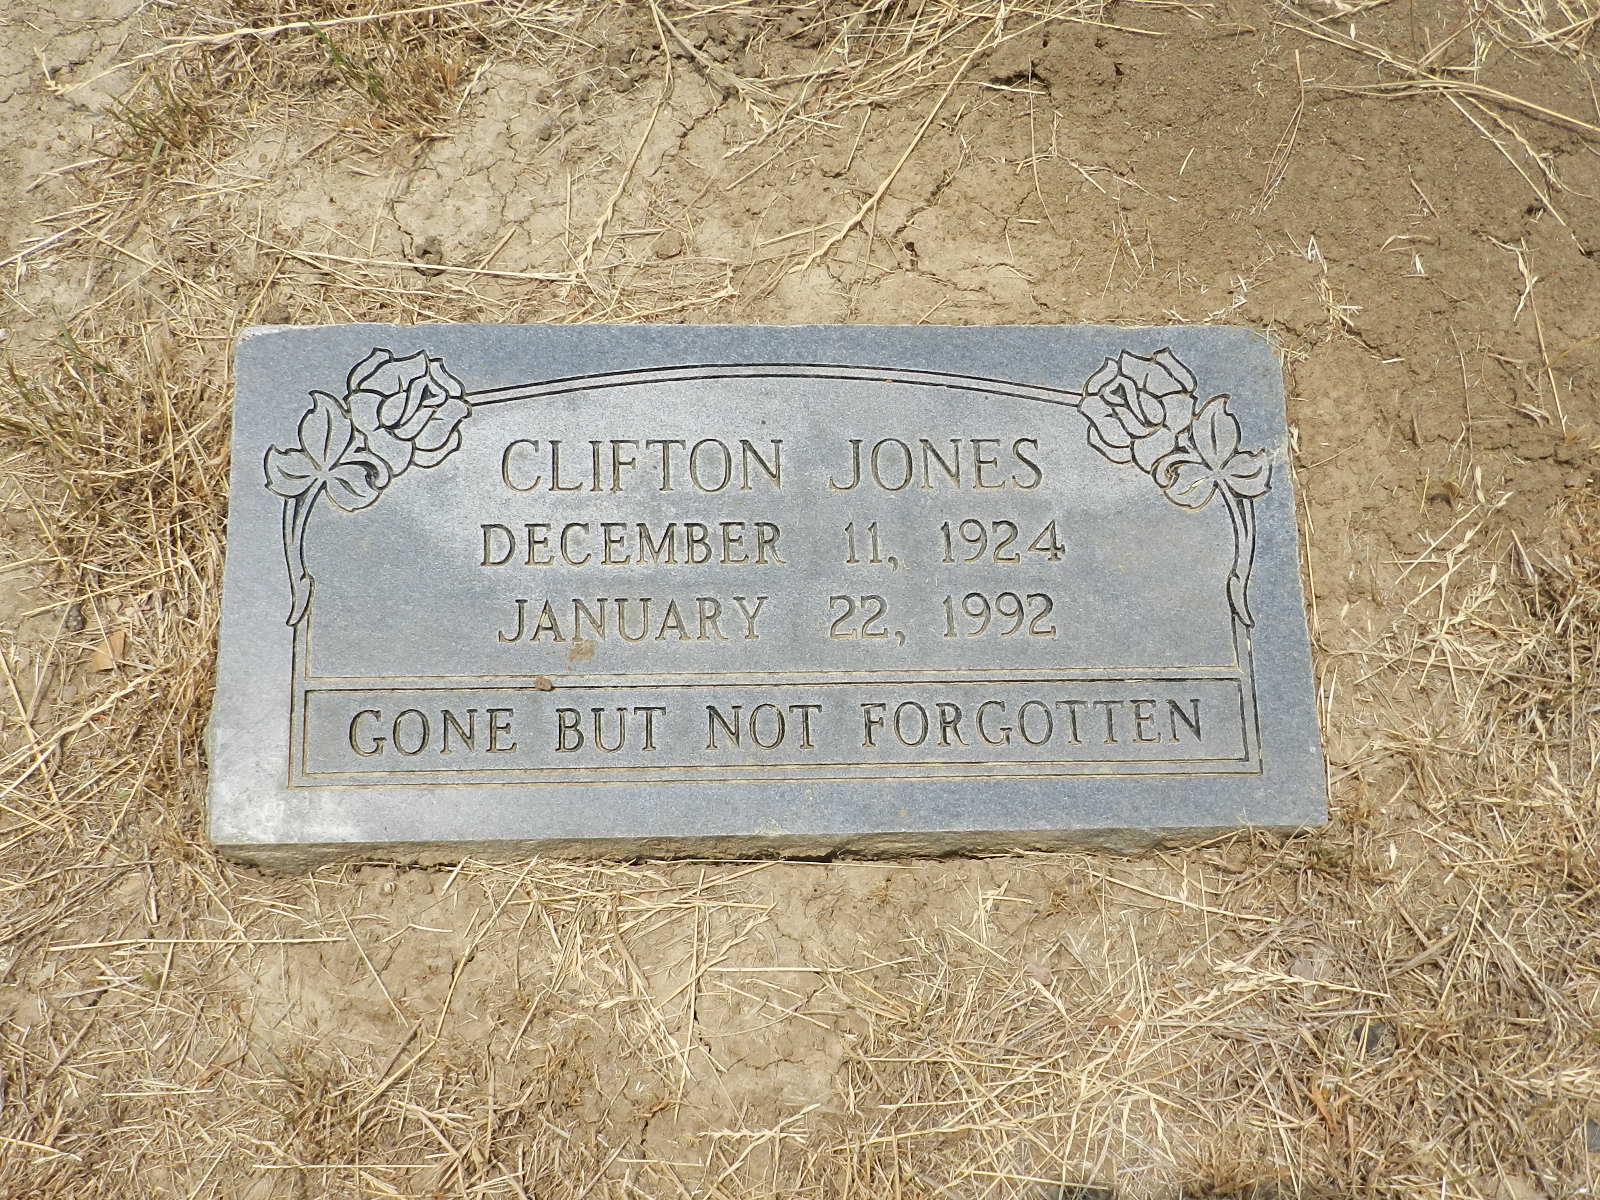 CLIFTON JONES
DECEMBER 11, 1924
JANUARY 22, 1992
GONE BUT NOT FORGOTTEN